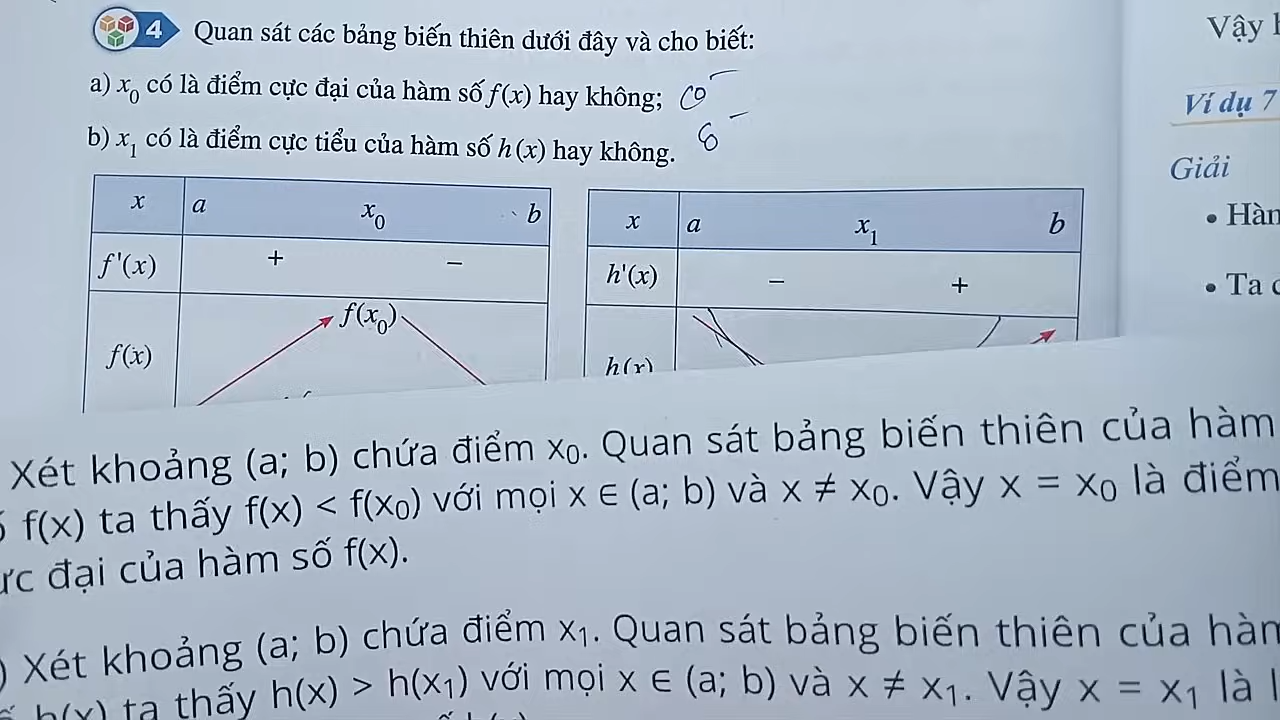 4 Quan sát các bảng biến thiên dưới đây và cho biết:
a) x₀ có là điểm cực đại của hàm số f(x) hay không;
b) x₁ có là điểm cực tiểu của hàm số h(x) hay không.
x a x₀ b
f'(x) + −
f(x₀)
f(x)
x a x₁ b
h'(x) − +
h(x)
Vậy
Ví dụ 7
Giải
• Hàn
• Ta c
Xét khoảng (a; b) chứa điểm x₀. Quan sát bảng biến thiên của hàm
f(x) ta thấy f(x) < f(x₀) với mọi x ∈ (a; b) và x ≠ x₀. Vậy x = x₀ là điểm
ực đại của hàm số f(x).
) Xét khoảng (a; b) chứa điểm x₁. Quan sát bảng biến thiên của hàm
h(x) ta thấy h(x) > h(x₁) với mọi x ∈ (a; b) và x ≠ x₁. Vậy x = x₁ là